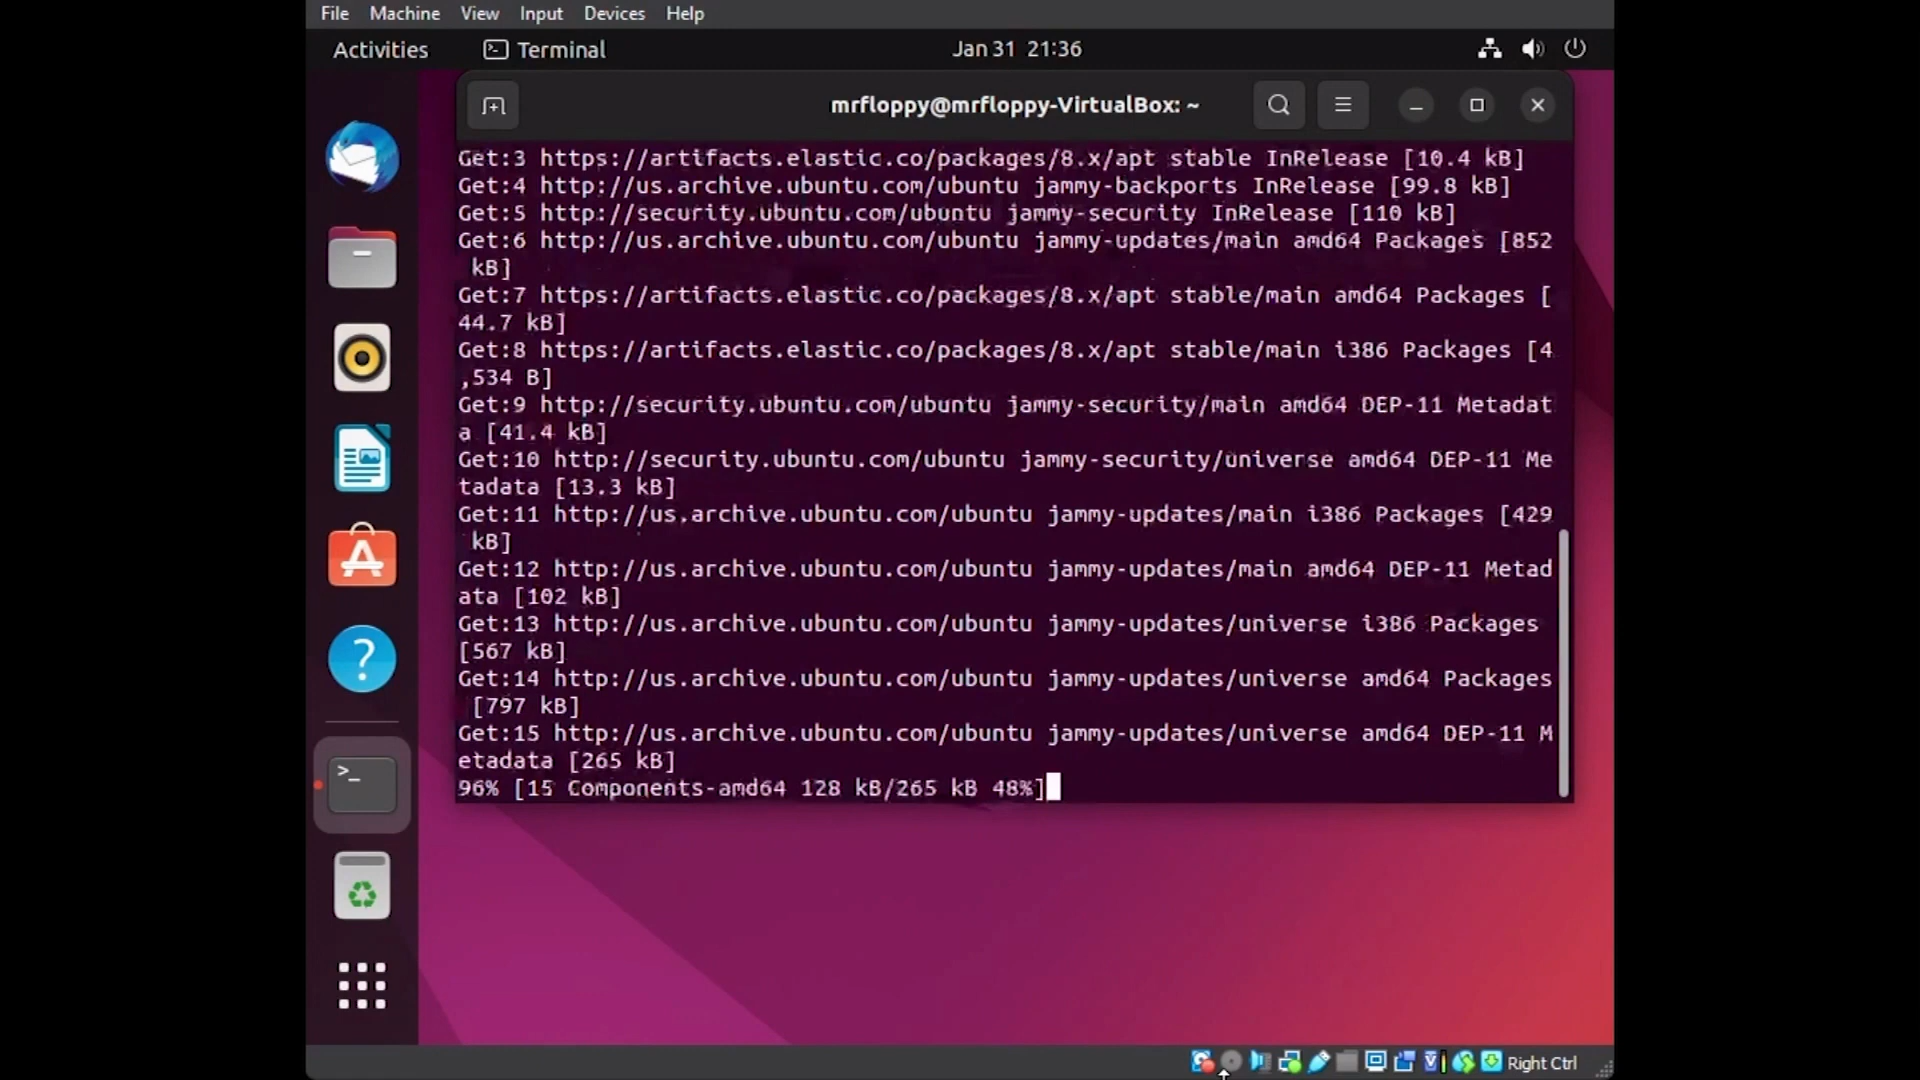 File Machine View Input Devices Help
Activities Terminal Jan 31 21:36
mrfloppy@mrfloppy-VirtualBox: ~
Get:3 https://artifacts.elastic.co/packages/8.x/apt stable InRelease [10.4 kB]
Get:4 http://us.archive.ubuntu.com/ubuntu jammy-backports InRelease [99.8 kB]
Get:5 http://security.ubuntu.com/ubuntu jammy-security InRelease [110 kB]
Get:6 http://us.archive.ubuntu.com/ubuntu jammy-updates/main amd64 Packages [852
kB]
Get:7 https://artifacts.elastic.co/packages/8.x/apt stable/main amd64 Packages [
44.7 kB]
Get:8 https://artifacts.elastic.co/packages/8.x/apt stable/main i386 Packages [4
,534 B]
Get:9 http://security.ubuntu.com/ubuntu jammy-security/main amd64 DEP-11 Metadat
a [41.4 kB]
Get:10 http://security.ubuntu.com/ubuntu jammy-security/universe amd64 DEP-11 Me
tadata [13.3 kB]
Get:11 http://us.archive.ubuntu.com/ubuntu jammy-updates/main i386 Packages [429
kB]
Get:12 http://us.archive.ubuntu.com/ubuntu jammy-updates/main amd64 DEP-11 Metad
ata [102 kB]
Get:13 http://us.archive.ubuntu.com/ubuntu jammy-updates/universe i386 Packages
[567 kB]
Get:14 http://us.archive.ubuntu.com/ubuntu jammy-updates/universe amd64 Packages
[797 kB]
Get:15 http://us.archive.ubuntu.com/ubuntu jammy-updates/universe amd64 DEP-11 M
etadata [265 kB]
96% [15 Components-amd64 128 kB/265 kB 48%]
Right Ctrl